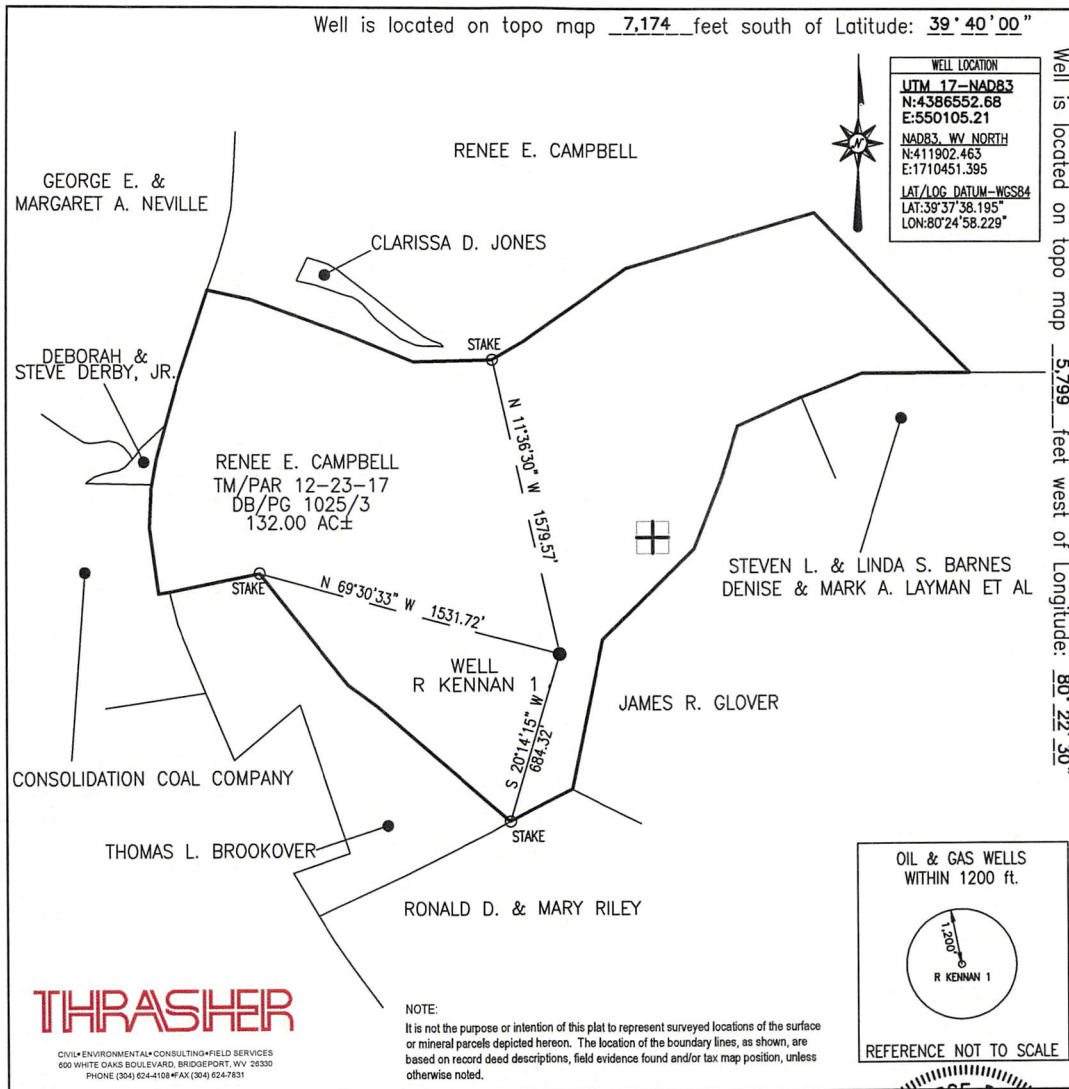 Well is located on topo map 7,174 feet south of Latitude: 39°40'00"
Well is located on topo map 5,799 feet west of Longitude: 80°22'30"
WELL LOCATION
UTM 17-NAD83
N:4386552.68
E:550105.21
NAD83, WV NORTH
N:411902.463
E:1710451.395
LAT/LOG DATUM-WGS84
LAT:39°37'38.195"
LON:80°24'58.229"
N
RENEE E. CAMPBELL
GEORGE E. &
MARGARET A. NEVILLE
CLARISSA D. JONES
STAKE
DEBORAH &
STEVE DERBY, JR.
N 11°36'30" W 1579.57'
RENEE E. CAMPBELL
TM/PAR 12-23-17
DB/PG 1025/3
132.00 AC±
STEVEN L. & LINDA S. BARNES
DENISE & MARK A. LAYMAN ET AL
STAKE
N 69°30'33" W 1531.72'
WELL
R KENNAN 1
JAMES R. GLOVER
S 20°14'15" W
684.32'
CONSOLIDATION COAL COMPANY
STAKE
THOMAS L. BROOKOVER
RONALD D. & MARY RILEY
OIL & GAS WELLS
WITHIN 1200 ft.
1,200'
R KENNAN 1
REFERENCE NOT TO SCALE
THRASHER
CIVIL•ENVIRONMENTAL•CONSULTING•FIELD SERVICES
600 WHITE OAKS BOULEVARD, BRIDGEPORT, WV 26330
PHONE (304) 624-4108•FAX (304) 624-7831
NOTE:
It is not the purpose or intention of this plat to represent surveyed locations of the surface
or mineral parcels depicted hereon. The location of the boundary lines, as shown, are
based on record deed descriptions, field evidence found and/or tax map position, unless
otherwise noted.